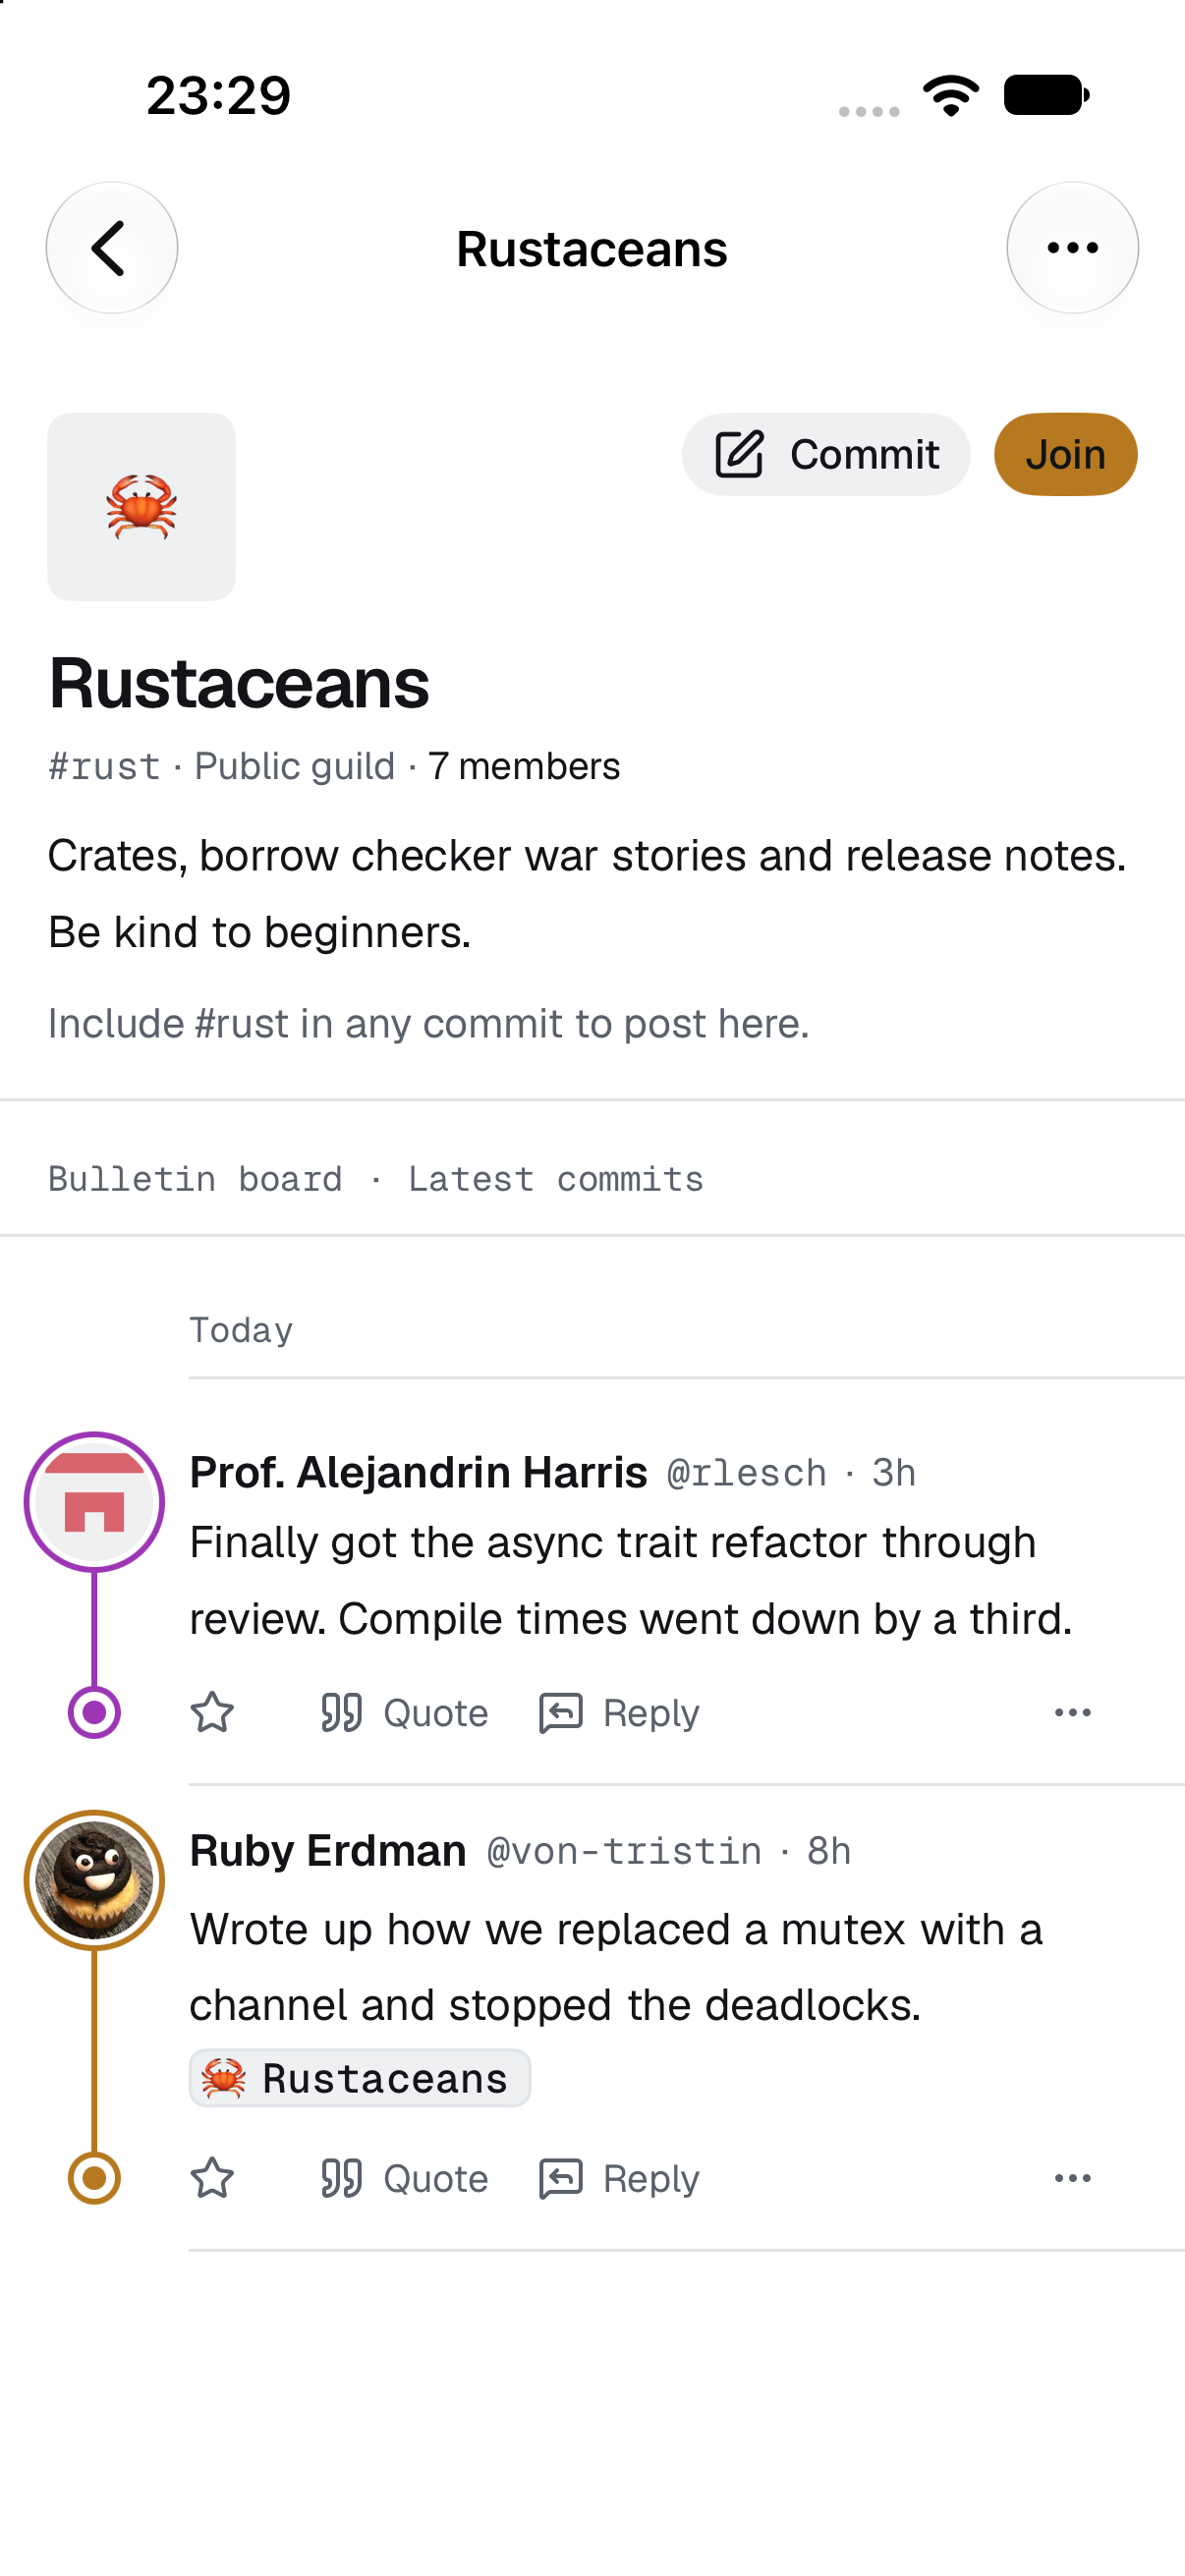 23:29
Rustaceans
Commit
Join
Rustaceans
#rust · Public guild · 7 members
Crates, borrow checker war stories and release notes.
Be kind to beginners.
Include #rust in any commit to post here.
Bulletin board · Latest commits
Today
Prof. Alejandrin Harris @rlesch · 3h
Finally got the async trait refactor through
review. Compile times went down by a third.
Quote Reply
Ruby Erdman @von-tristin · 8h
Wrote up how we replaced a mutex with a
channel and stopped the deadlocks.
🦀 Rustaceans
Quote Reply